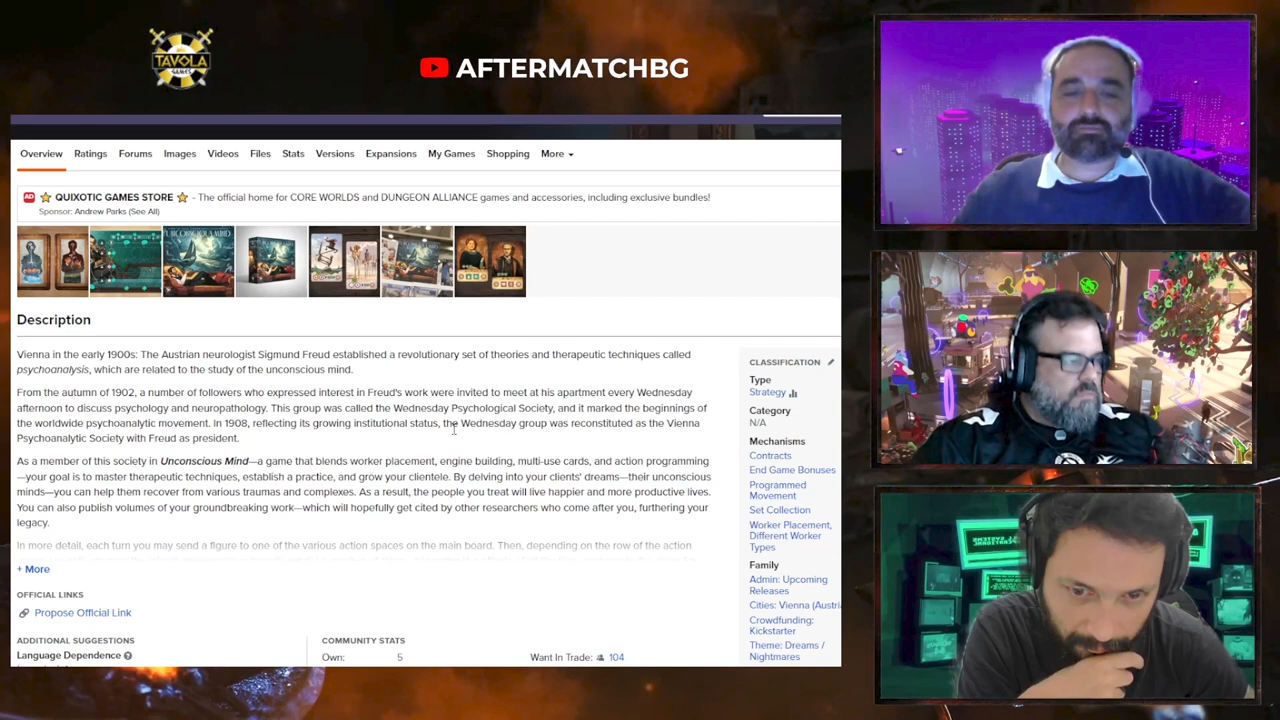 TAVOLA
GAMES
AFTERMATCHBG
Overview Ratings Forums Images Videos Files Stats Versions Expansions My Games Shopping More
AD QUIXOTIC GAMES STORE - The official home for CORE WORLDS and DUNGEON ALLIANCE games and accessories, including exclusive bundles!
Sponsor: Andrew Parks (See All)
Description
Vienna in the early 1900s: The Austrian neurologist Sigmund Freud established a revolutionary set of theories and therapeutic techniques called
psychoanalysis, which are related to the study of the unconscious mind.
From the autumn of 1902, a number of followers who expressed interest in Freud's work were invited to meet at his apartment every Wednesday
afternoon to discuss psychology and neuropathology. This group was called the Wednesday Psychological Society, and it marked the beginnings of
the worldwide psychoanalytic movement. In 1908, reflecting its growing institutional status, the Wednesday group was reconstituted as the Vienna
Psychoanalytic Society with Freud as president.
As a member of this society in Unconscious Mind—a game that blends worker placement, engine building, multi-use cards, and action programming
—your goal is to master therapeutic techniques, establish a practice, and grow your clientele. By delving into your clients' dreams—their unconscious
minds—you can help them recover from various traumas and complexes. As a result, the people you treat will live happier and more productive lives.
You can also publish volumes of your groundbreaking work—which will hopefully get cited by other researchers who come after you, furthering your
legacy.
In more detail, each turn you may send a figure to one of the various action spaces on the main board. Then, depending on the row of the action
+ More
OFFICIAL LINKS
Propose Official Link
ADDITIONAL SUGGESTIONS
Language Dependence
COMMUNITY STATS
Own: 5
Want In Trade: 104
CLASSIFICATION
Type
Strategy
Category
N/A
Mechanisms
Contracts
End Game Bonuses
Programmed
Movement
Set Collection
Worker Placement,
Different Worker
Types
Family
Admin: Upcoming
Releases
Cities: Vienna (Austri
Crowdfunding:
Kickstarter
Theme: Dreams /
Nightmares